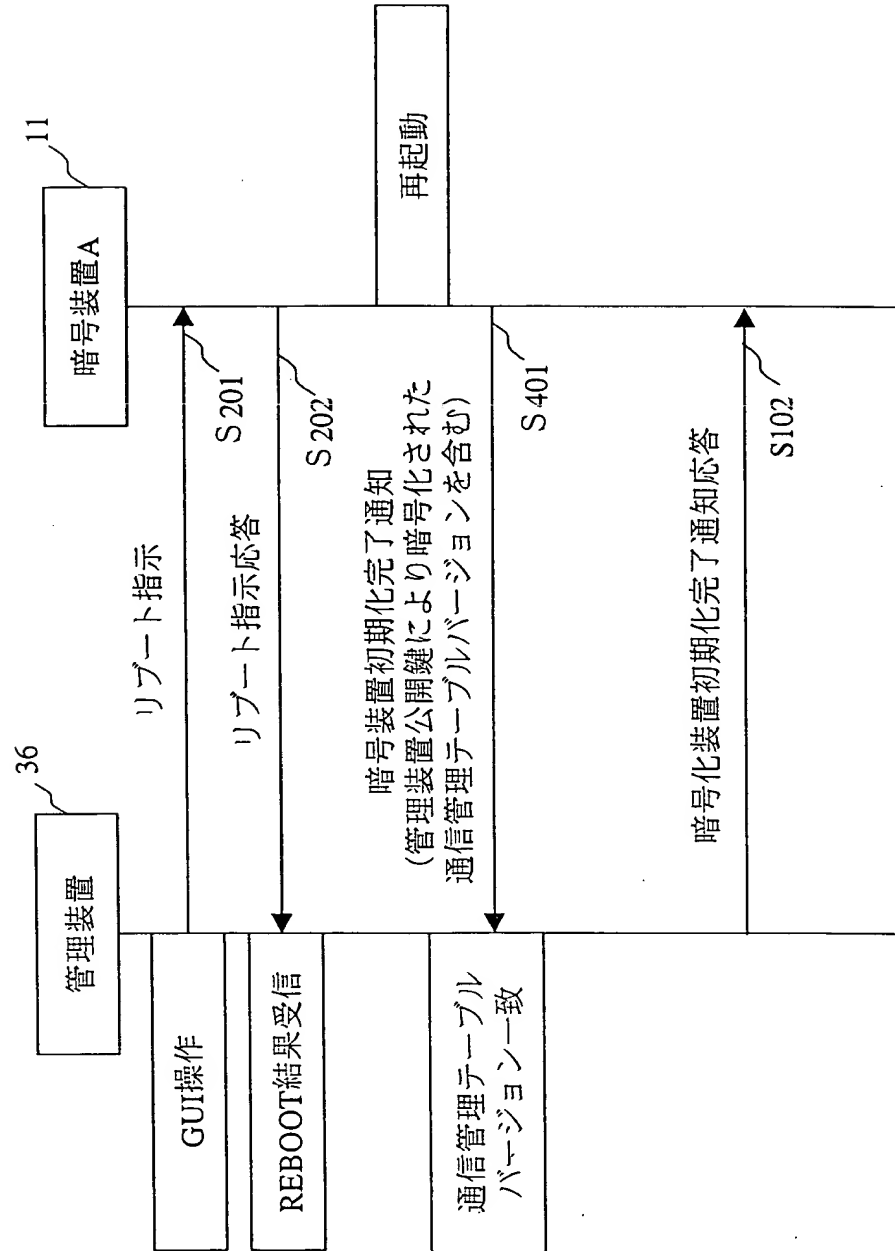 36
管理装置
11
暗号装置A
GUI操作
リブート指示
S201
REBOOT結果受信
リブート指示応答
S202
再起動
暗号装置初期化完了通知
(管理装置公開鍵により暗号化された
通信管理テーブルバージョンを含む)
S401
通信管理テーブル
バージョン一致
暗号化装置初期化完了通知応答
S102